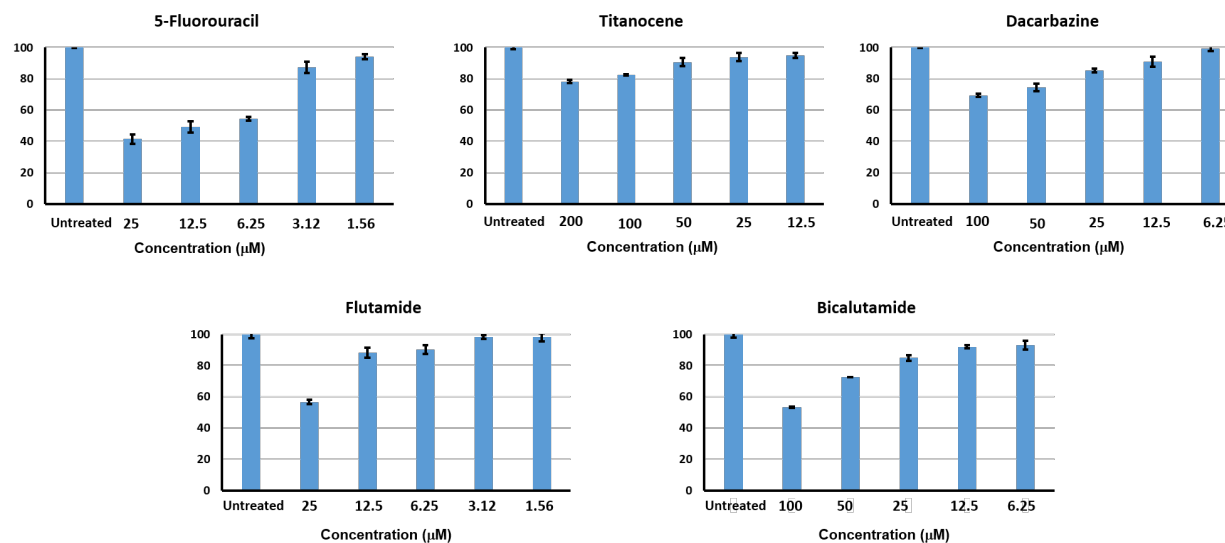 5-Fluorouracil
100
80
60
40
20
0
Untreated 25 12.5 6.25 3.12 1.56
Concentration (μM)
Titanocene
100
80
60
40
20
0
Untreated 200 100 50 25 12.5
Concentration (μM)
Dacarbazine
100
80
60
40
20
0
Untreated 100 50 25 12.5 6.25
Concentration (μM)
Flutamide
100
80
60
40
20
0
Untreated 25 12.5 6.25 3.12 1.56
Concentration (μM)
Bicalutamide
100
80
60
40
20
0
Untreated 100 50 25 12.5 6.25
Concentration (μM)